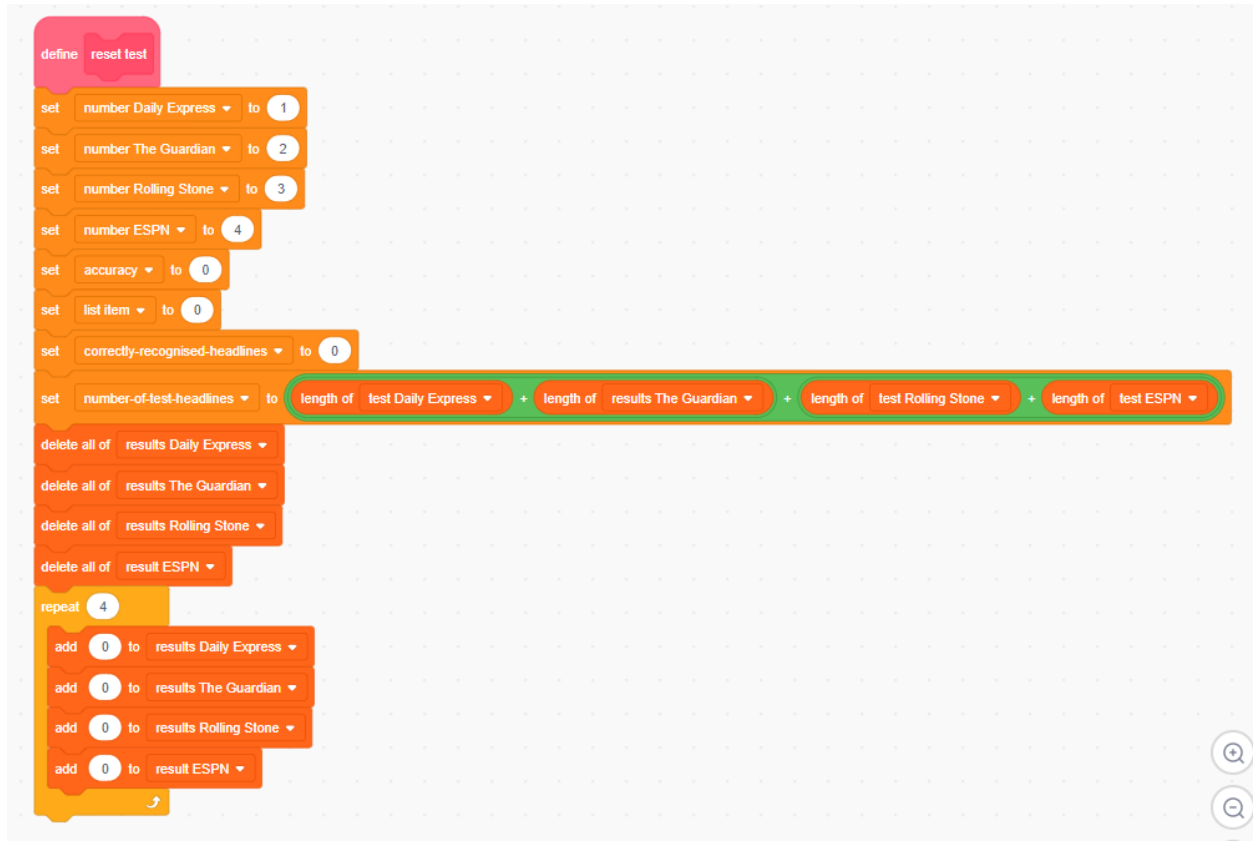 define reset test
set number Daily Express to 1
set number The Guardian to 2
set number Rolling Stone to 3
set number ESPN to 4
set accuracy to 0
set list item to 0
set correctly-recognised-headlines to 0
set number-of-test-headlines to length of test Daily Express + length of results The Guardian + length of test Rolling Stone + length of test ESPN
delete all of results Daily Express
delete all of results The Guardian
delete all of results Rolling Stone
delete all of result ESPN
repeat 4
add 0 to results Daily Express
add 0 to results The Guardian
add 0 to results Rolling Stone
add 0 to result ESPN